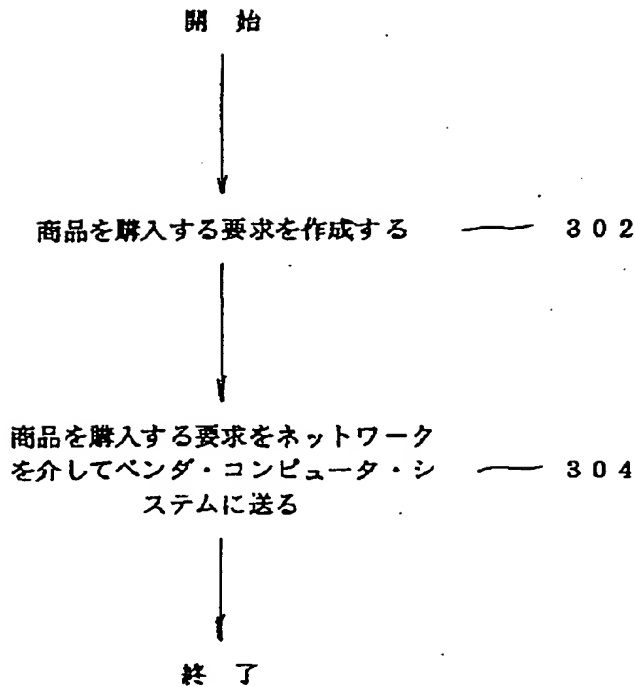 開 始
商品を購入する要求を作成する 302
商品を購入する要求をネットワーク
を介してベンダ・コンピュータ・シ 304
ステムに送る
終 了